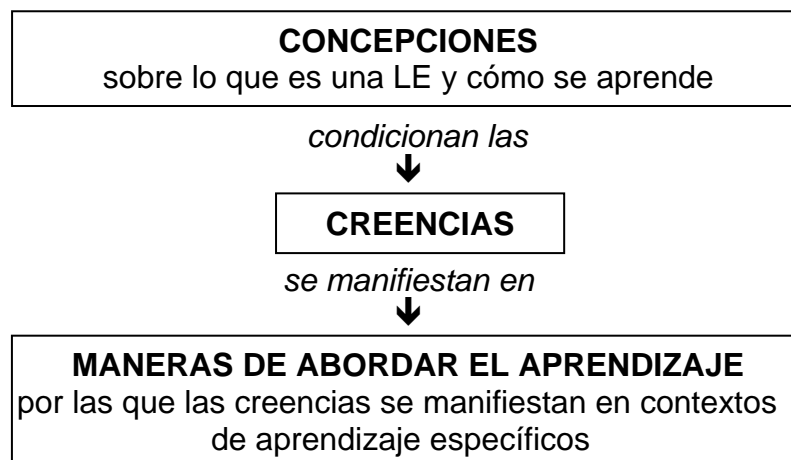 CONCEPCIONES
sobre lo que es una LE y cómo se aprende
condicionan las
CREENCIAS
se manifiestan en
MANERAS DE ABORDAR EL APRENDIZAJE
por las que las creencias se manifiestan en contextos
de aprendizaje específicos